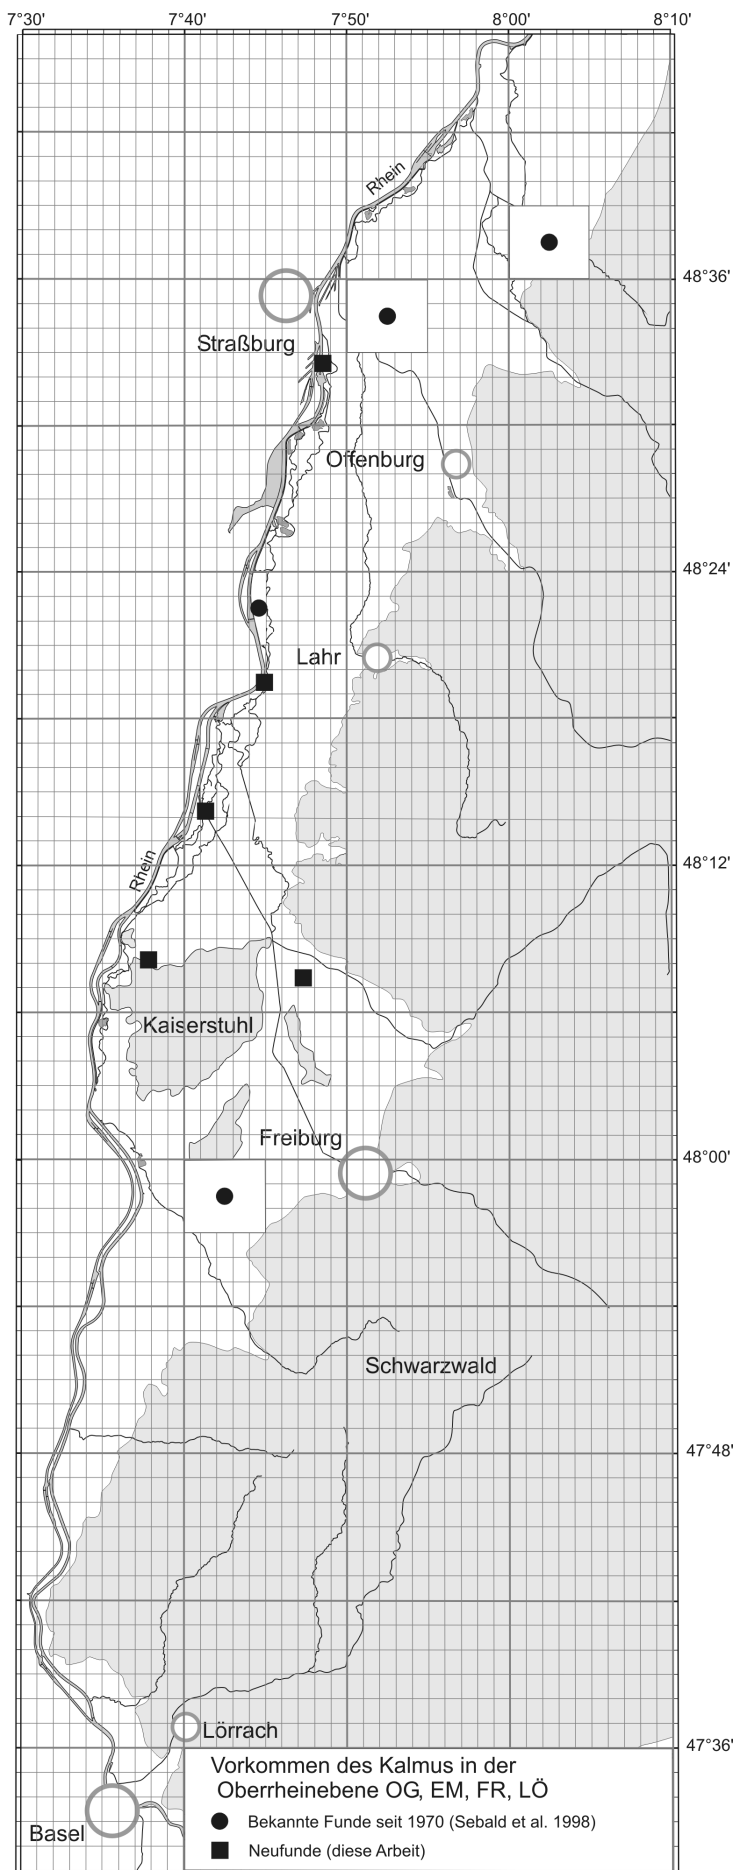 7°30' 7°40' 7°50' 8°00' 8°10'
Rhein
48°36'
Straßburg
Offenburg
48°24'
Lahr
48°12'
Rhein
Kaiserstuhl
Freiburg
48°00'
Schwarzwald
47°48'
Lörrach
47°36'
Vorkommen des Kalmus in der
Oberrheinebene OG, EM, FR, LÖ
Bekannte Funde seit 1970 (Sebald et al. 1998)
Basel
Neufunde (diese Arbeit)